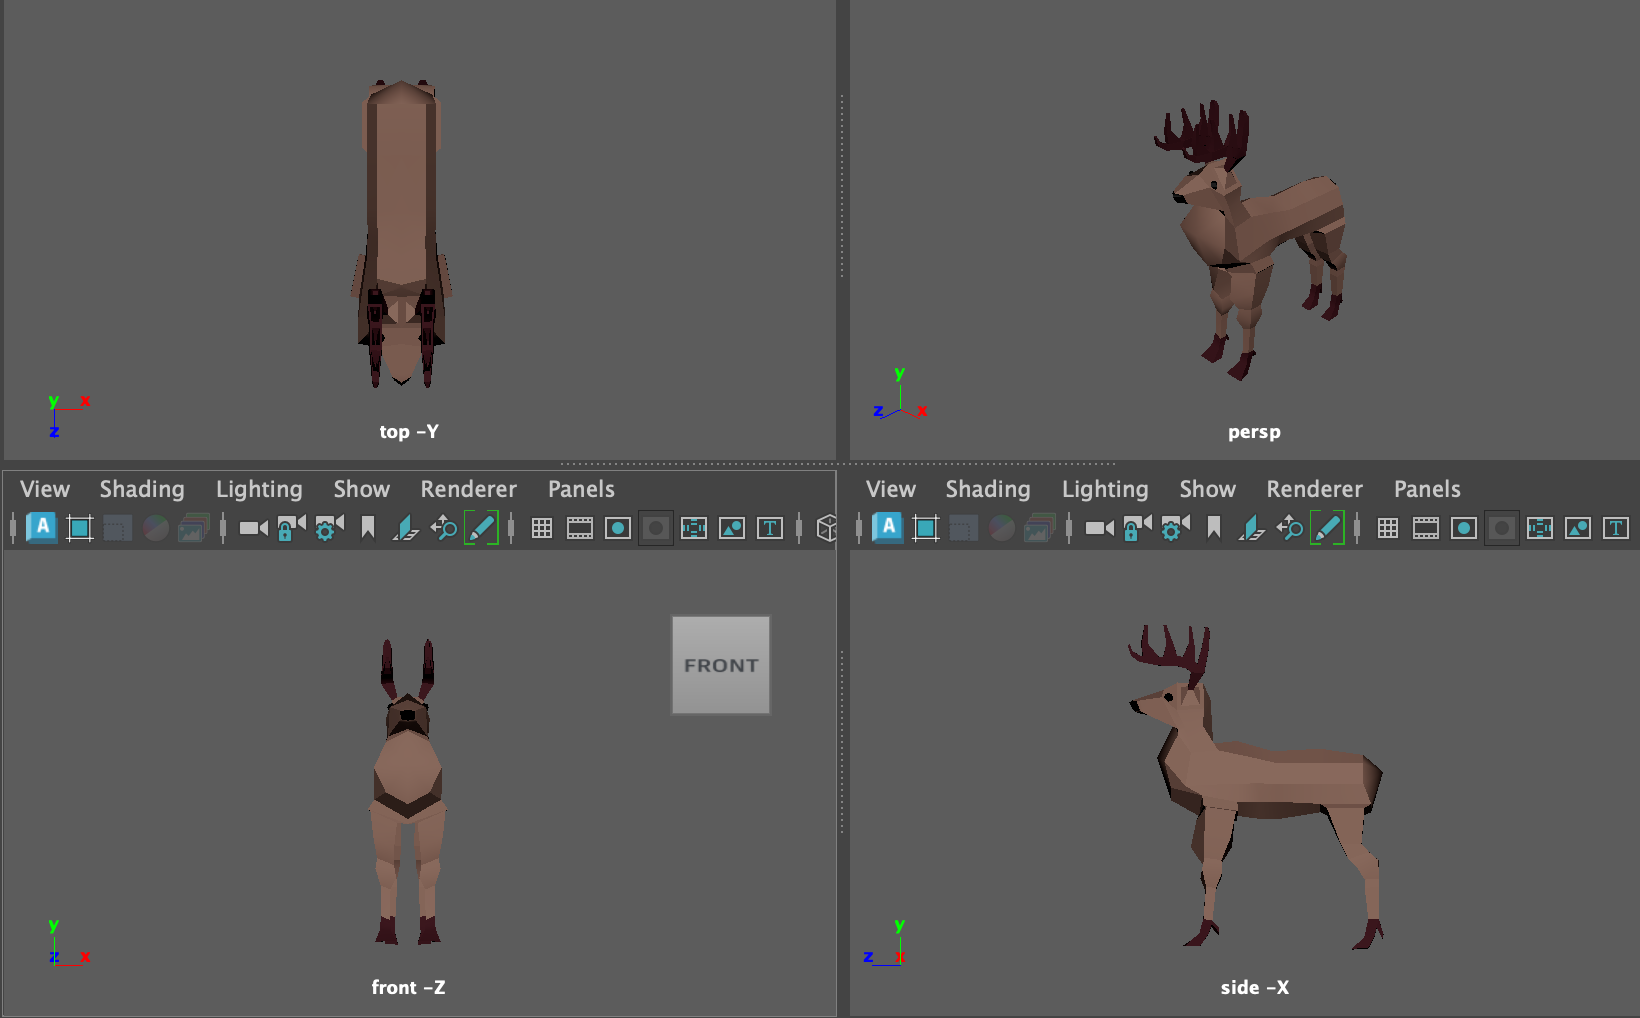 y x
z
top -Y
y
z x
persp
View Shading Lighting Show Renderer Panels
View Shading Lighting Show Renderer Panels
A T
A T
FRONT
y
z x
front -Z
y
z x
side -X